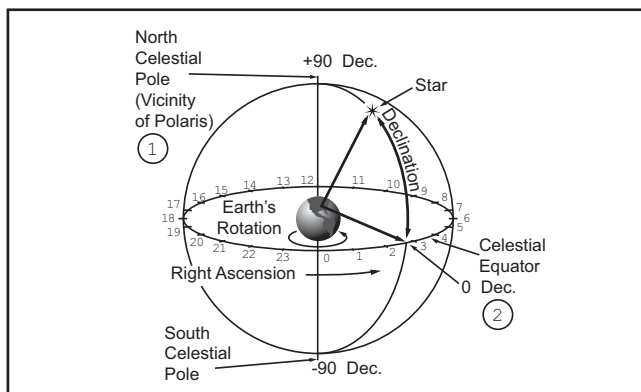 North
Celestial
Pole
(Vicinity
of Polaris)
1
+90 Dec.
Star
Declination
12
11
10
9
8
7
6
5
4
3
2
1
0
23
22
21
20
19
18
17
16
15
14
13
Earth's
Rotation
Right Ascension
Celestial
Equator
0 Dec.
2
South
Celestial
Pole
-90 Dec.